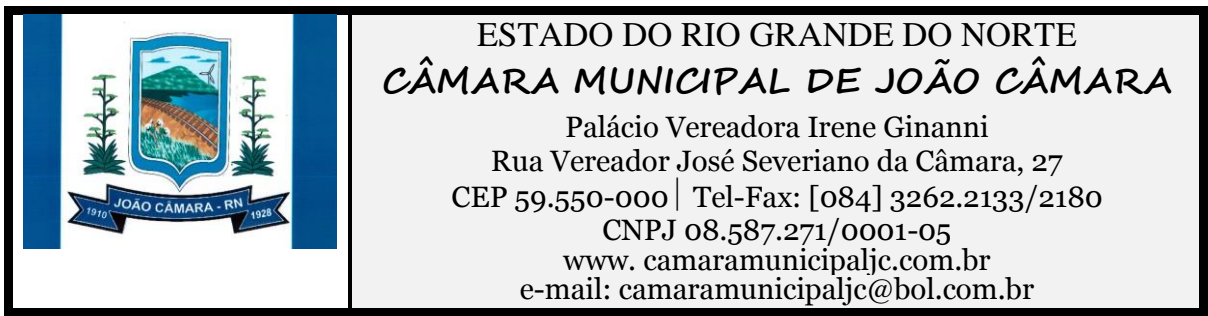 1910 JOÃO CÂMARA - RN 1928
ESTADO DO RIO GRANDE DO NORTE
CÂMARA MUNICIPAL DE JOÃO CÂMARA
Palácio Vereadora Irene Ginanni
Rua Vereador José Severiano da Câmara, 27
CEP 59.550-000| Tel-Fax: [084] 3262.2133/2180
CNPJ 08.587.271/0001-05
www. camaramunicipaljc.com.br
e-mail: camaramunicipaljc@bol.com.br